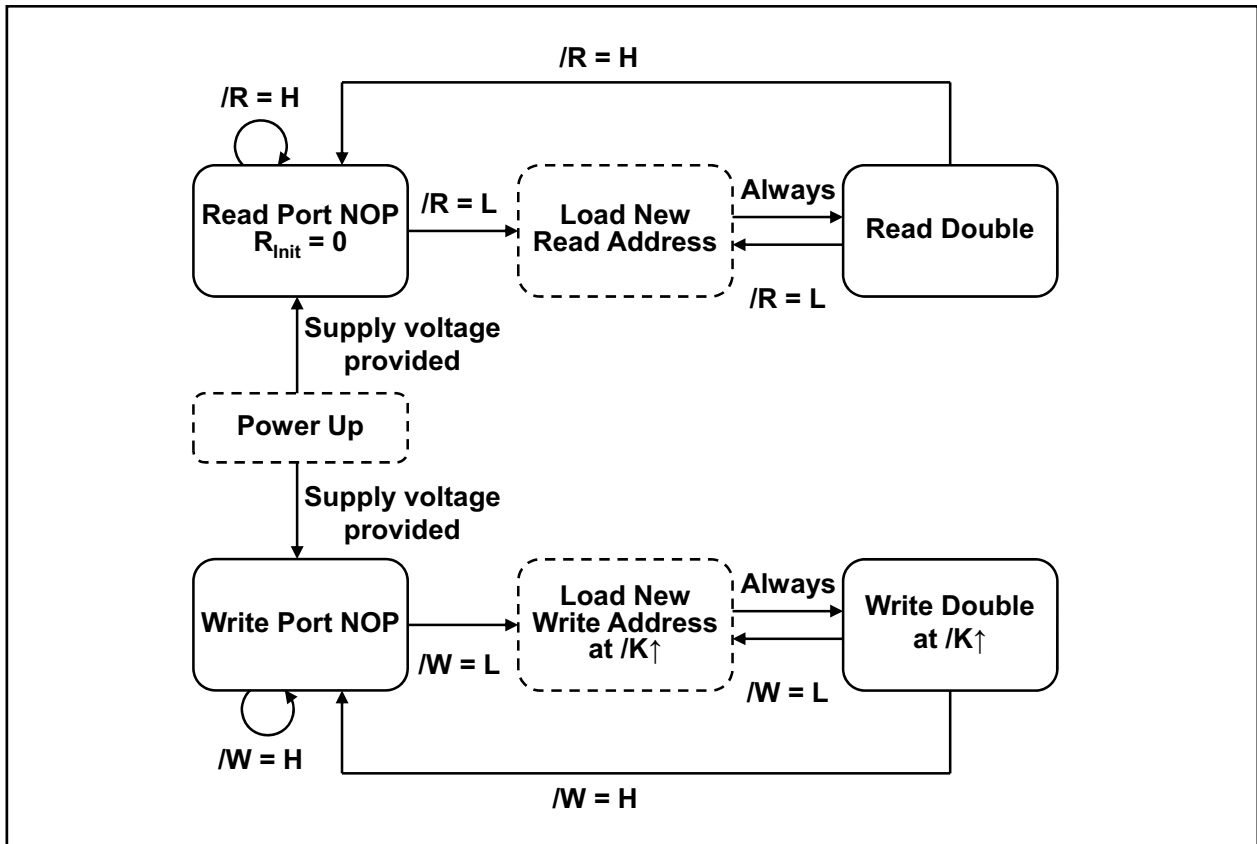 /R = H
/R = H
Read Port NOP
R_Init = 0
/R = L
Load New
Read Address
Always
/R = L
Read Double
Supply voltage
provided
Power Up
Supply voltage
provided
Write Port NOP
/W = L
Load New
Write Address
at /K↑
Always
/W = L
Write Double
at /K↑
/W = H
/W = H